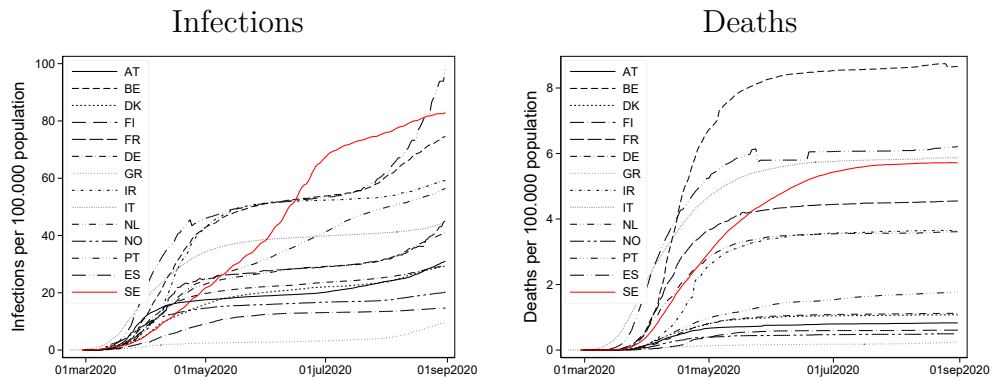 Infections
Deaths
Infections per 100.000 population
100
80
60
40
20
0
AT
BE
DK
FI
FR
DE
GR
IR
IT
NL
NO
PT
ES
SE
01mar2020
01may2020
01jul2020
01sep2020
Deaths per 100.000 population
8
6
4
2
0
AT
BE
DK
FI
FR
DE
GR
IR
IT
NL
NO
PT
ES
SE
01mar2020
01may2020
01jul2020
01sep2020